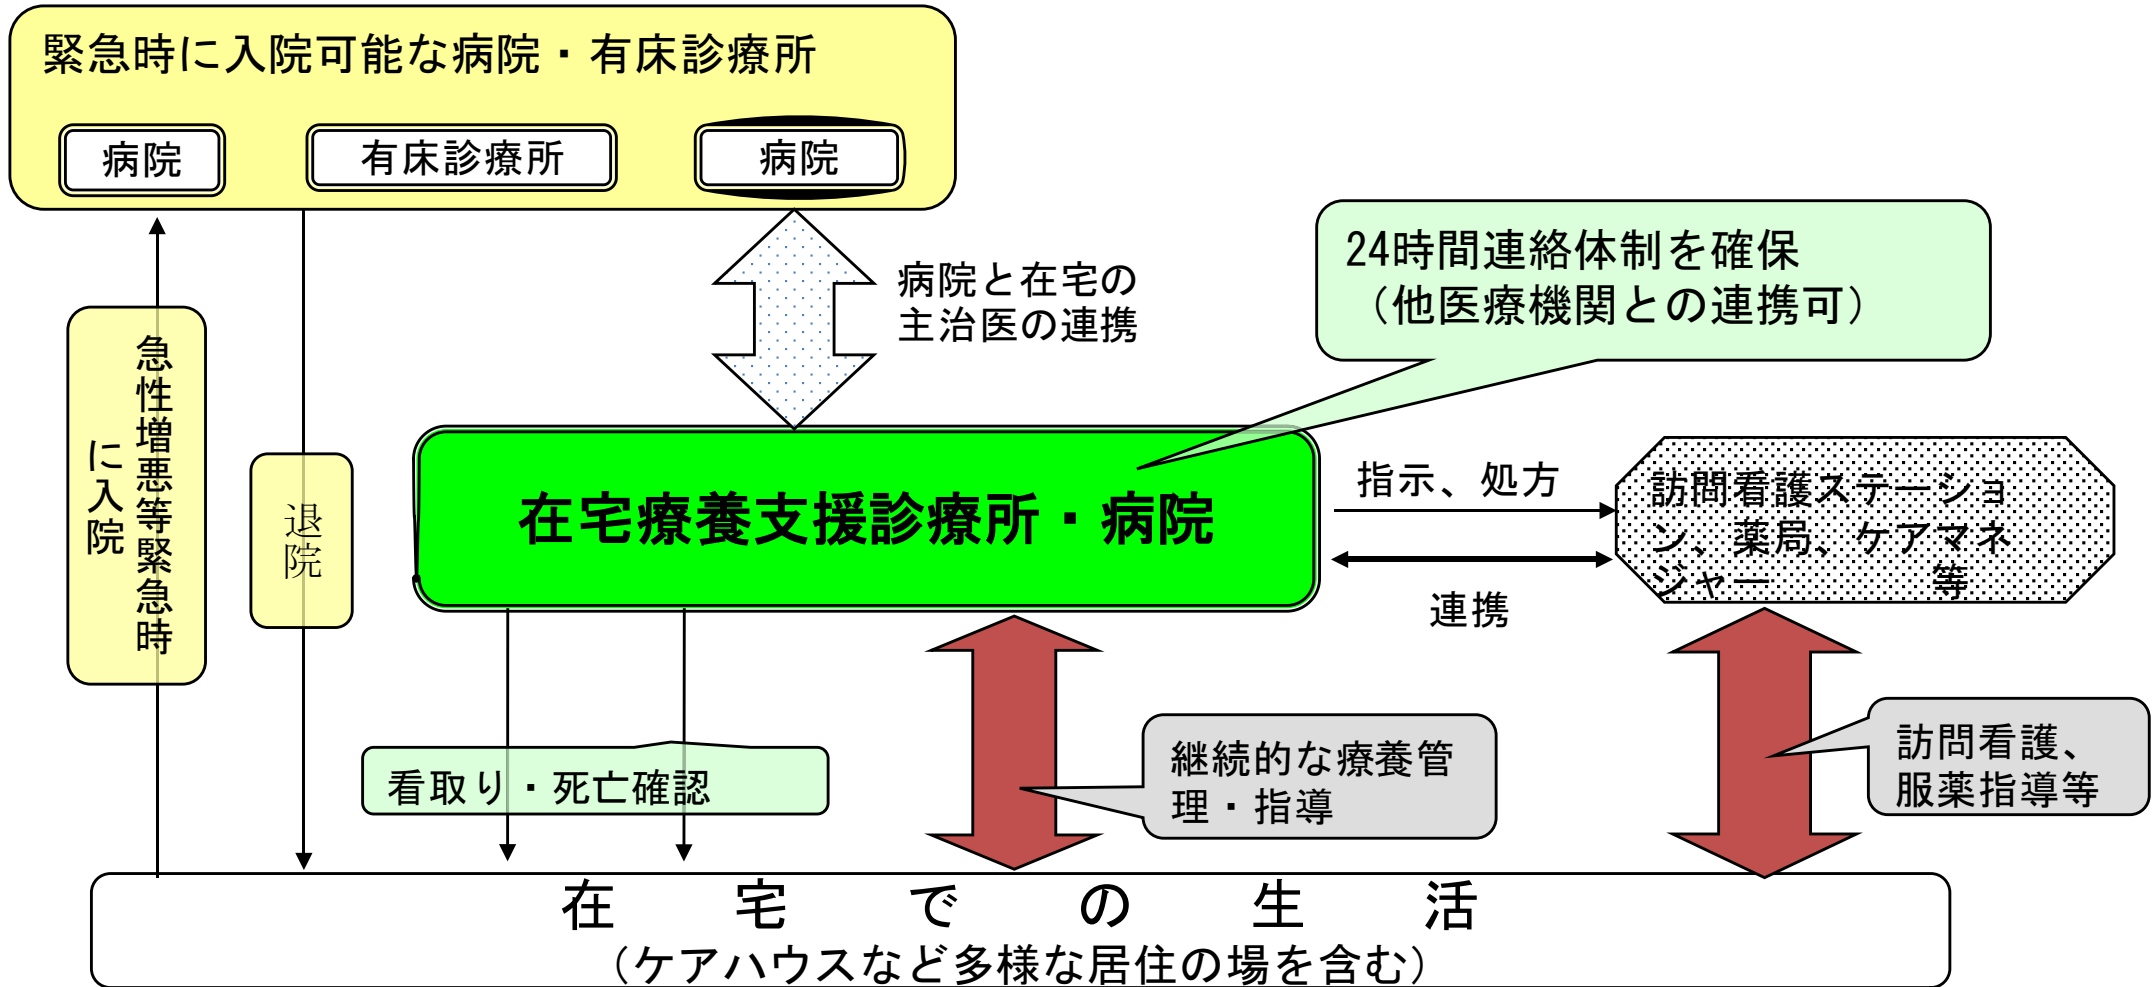 緊急時に入院可能な病院・有床診療所
病院
有床診療所
病院
24時間連絡体制を確保
（他医療機関との連携可）
病院と在宅の
主治医の連携
急性増悪等緊急時
に入院
退院
在宅療養支援診療所・病院
指示、処方
連携
訪問看護ステーショ
ン、薬局、ケアマネ
ジャー　　　　等
看取り・死亡確認
継続的な療養管
理・指導
訪問看護、
服薬指導等
在　宅　で　の　生　活
（ケアハウスなど多様な居住の場を含む）